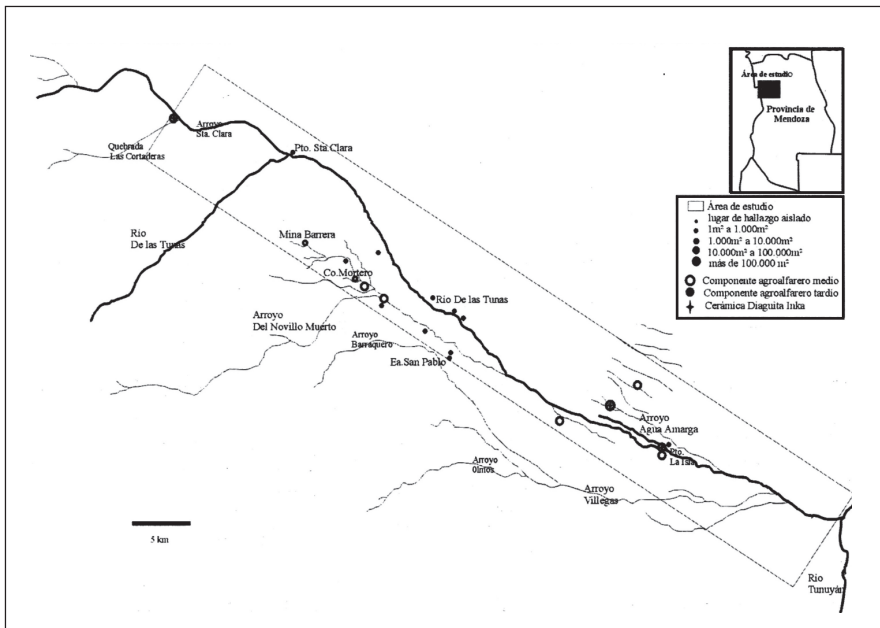 Área de estudio
Provincia de
Mendoza
Área de estudio
lugar de hallazgo aislado
1m² a 1.000m²
1.000m² a 10.000m²
10.000m² a 100.000m²
más de 100.000 m²
Componente agroalfarero medio
Componente agroalfarero tardio
Cerámica Diaguita Inka
Arroyo
Sta. Clara
Quebrada
Las Cortaderas
Pto. Sta. Clara
Rio
De las Tunas
Mina Barrera
Co. Mortero
Rio De las Tunas
Arroyo
Del Novillo Muerto
Arroyo
Barraquero
Ea. San Pablo
Arroyo
Agua Amarga
Pto.
La Isla
Arroyo
Olmos
Arroyo
Villegas
5 km
Rio
Tunuyán